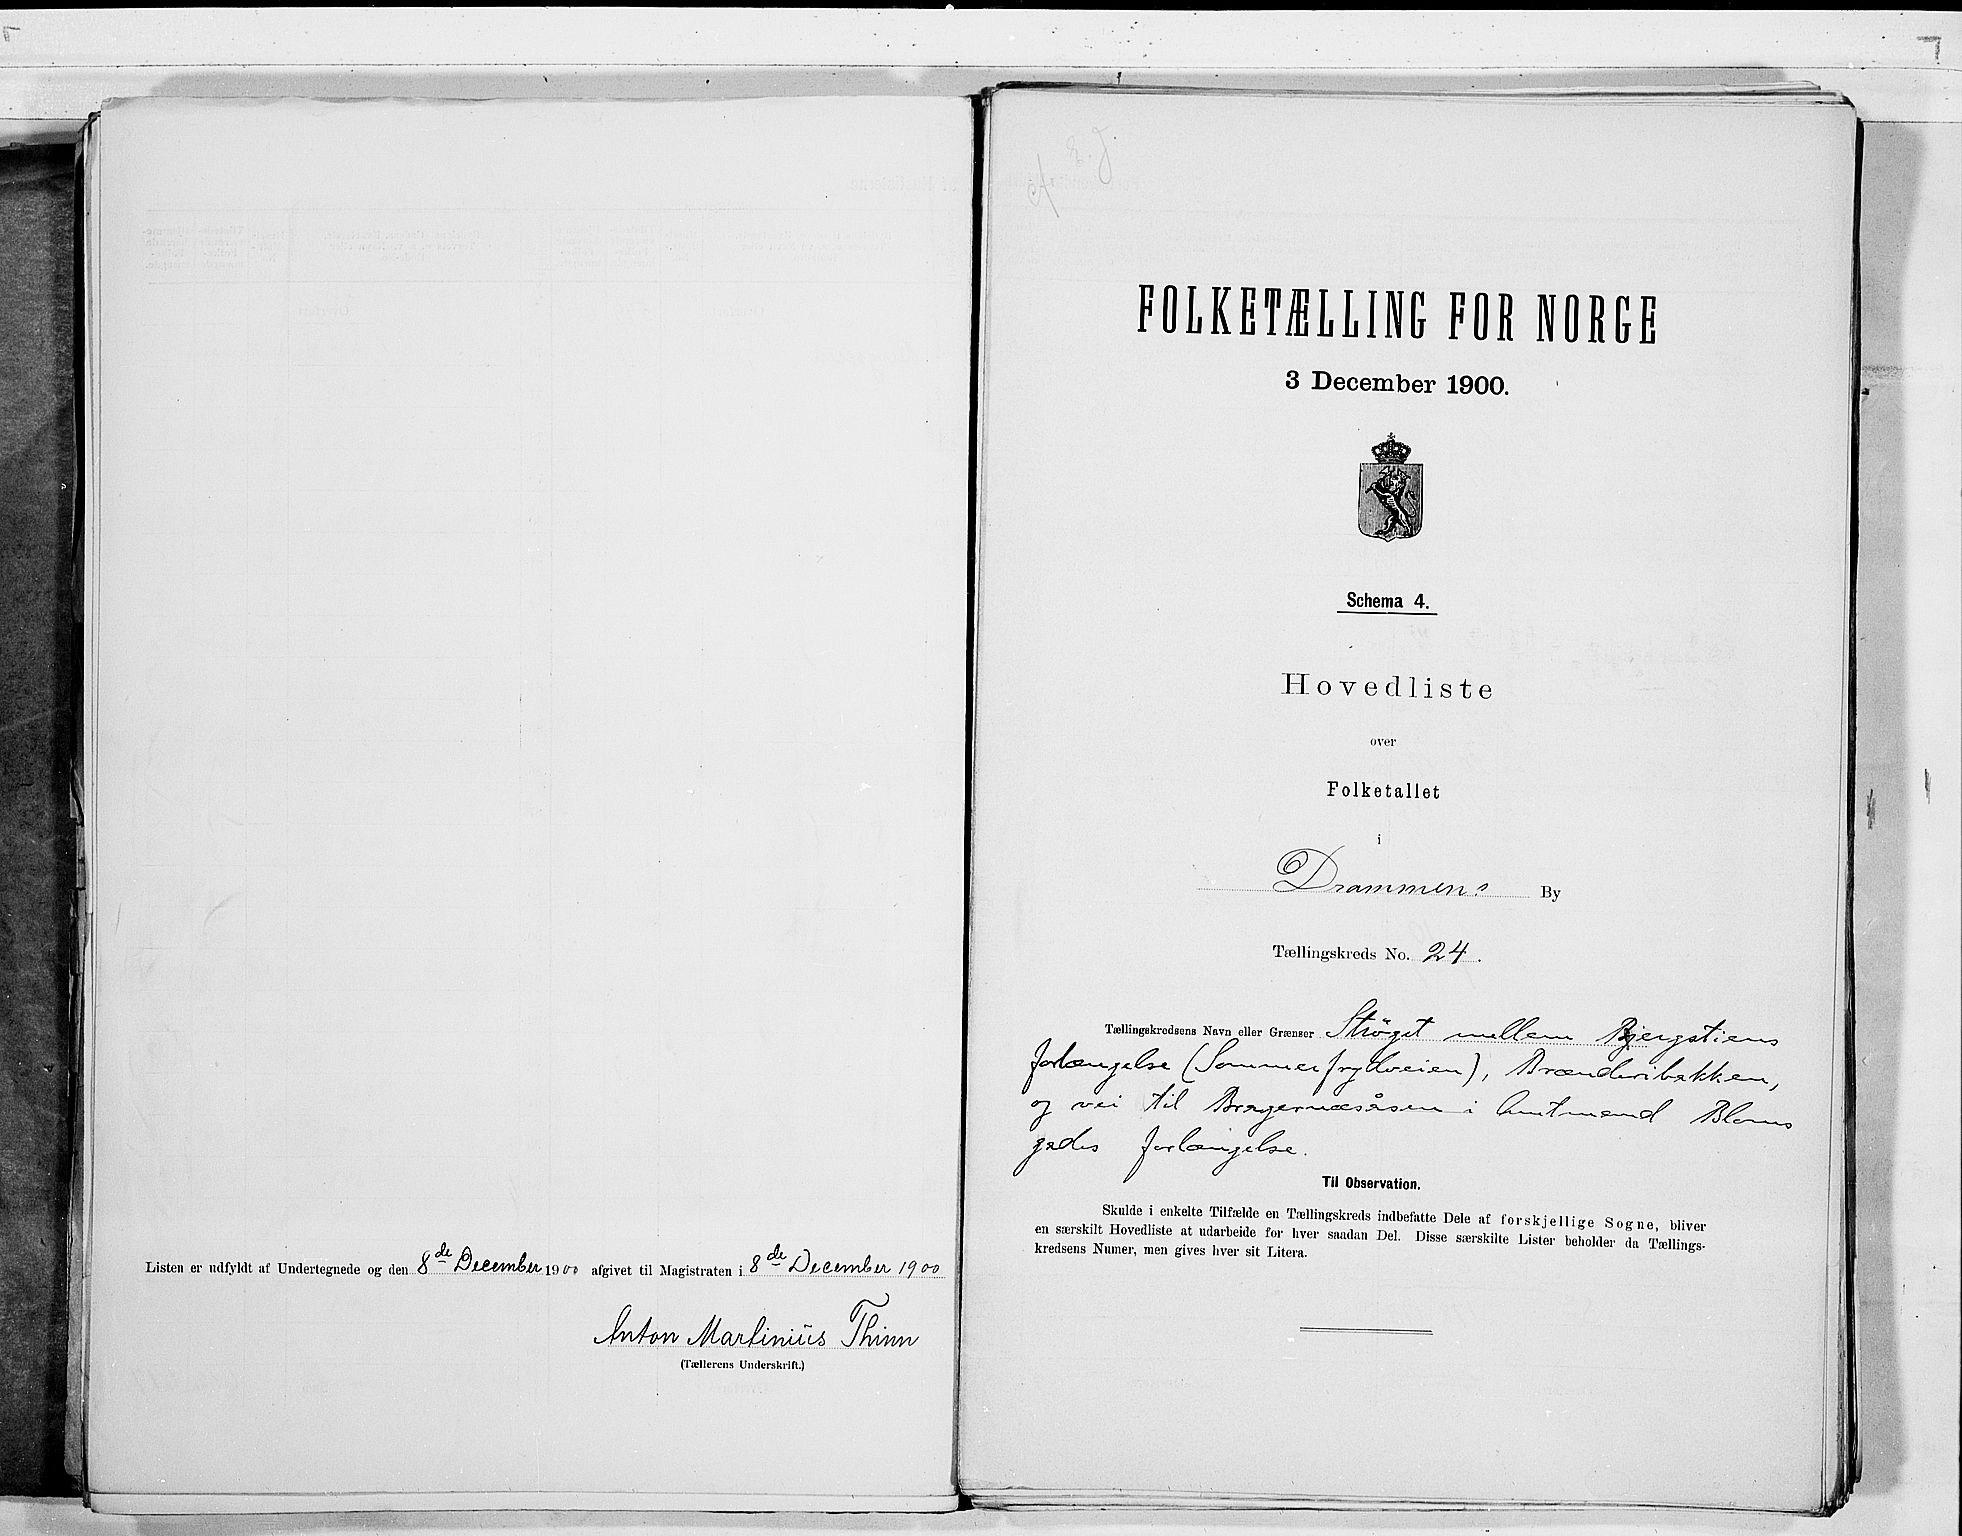 Listen er udfyldt af Undertegnede og den 8de December 1900 afgivet til Magistraten i 8de December 1900
Anton Martinius Thinn
(Tællerens Underskrift.)
FOLKETÆLLING FOR NORGE
3 December 1900.
Schema 4.
Hovedliste
over
Folketallet
i
Drammens By
Tællingskreds No. 24.
Tællingskredsens Navn eller Grænser Strøget mellem Bjergstiens
forlængelse (Sommerfrydveien), Brænderibakken,
og vei til Bragernæsåsen i Amtmand Bloms
gades forlængelse.
Til Observation.
Skulde i enkelte Tilfælde en Tællingskreds indbefatte Dele af forskjellige Sogne, bliver
en særskilt Hovedliste at udarbeide for hver saadan Del. Disse særskilte Lister beholder da Tællings-
kredsens Numer, men gives hver sit Litera.